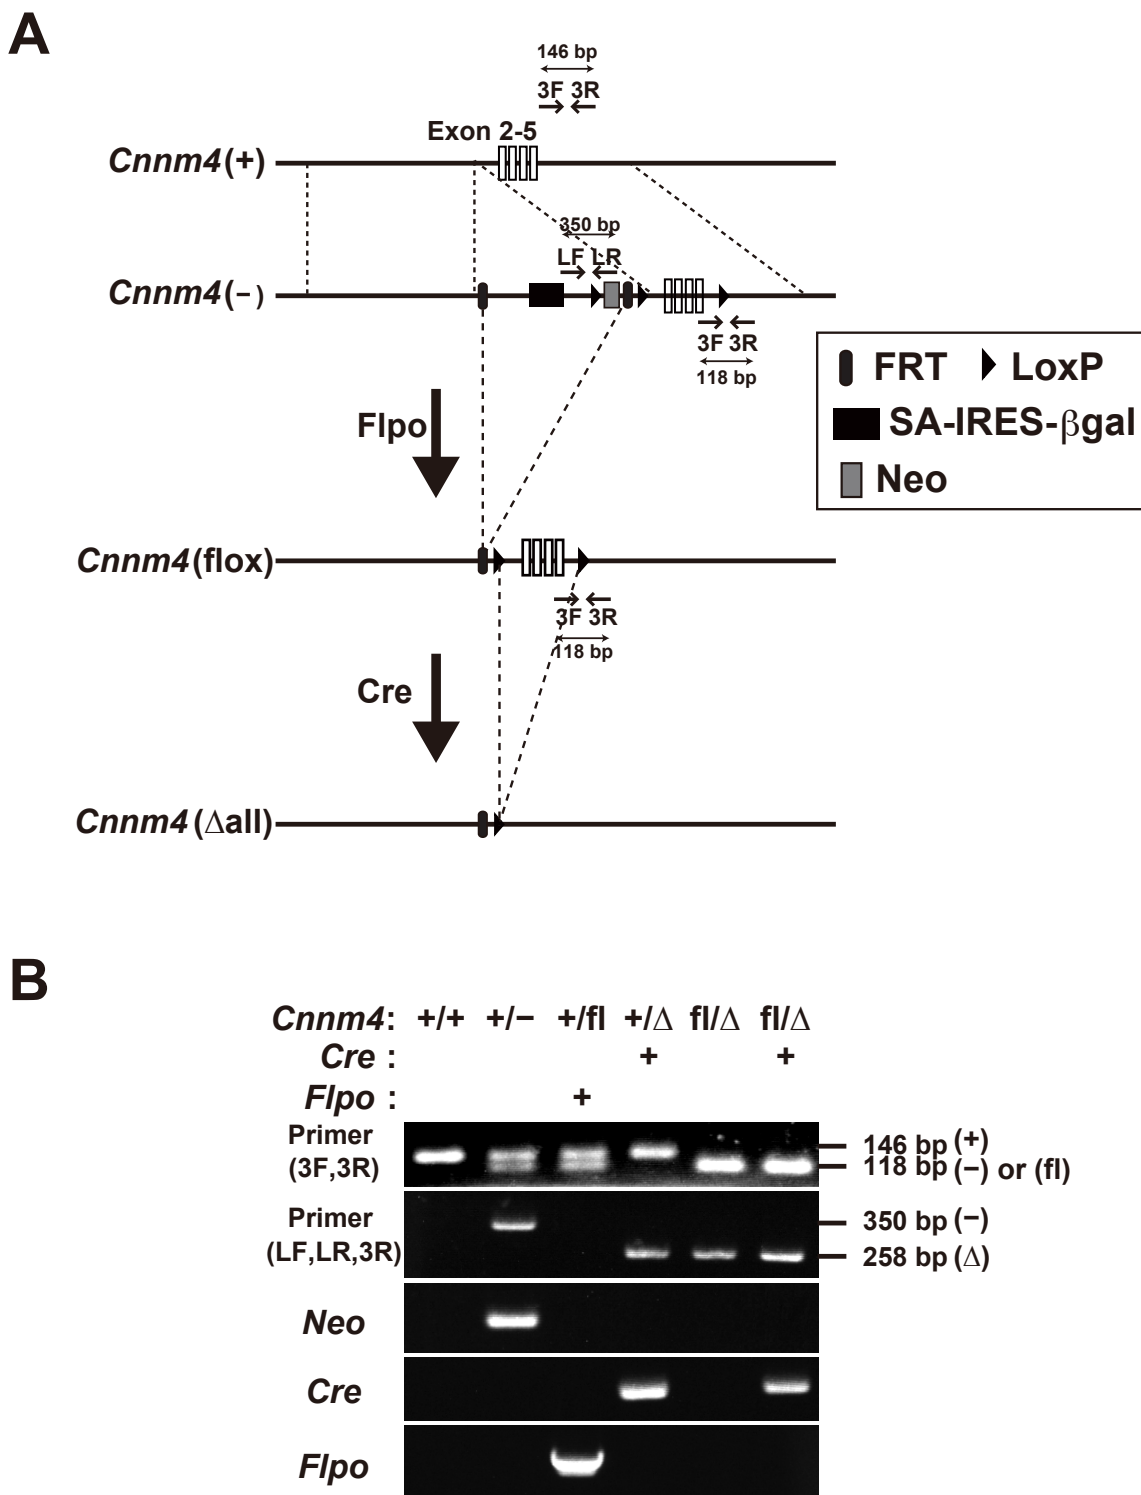 A
146 bp
3F 3R
Exon 2-5
Cnnm4 (+)
350 bp
LF LR
Cnnm4 (−)
3F 3R
118 bp
FRT LoxP
SA-IRES-βgal
Neo
Flpo
Cnnm4 (flox)
3F 3R
118 bp
Cre
Cnnm4 (Δall)
B
Cnnm4: +/+ +/− +/fl +/Δ fl/Δ fl/Δ
Cre : + +
Flpo : +
Primer
(3F,3R)
146 bp (+)
118 bp (−) or (fl)
Primer
(LF,LR,3R)
350 bp (−)
258 bp (Δ)
Neo
Cre
Flpo